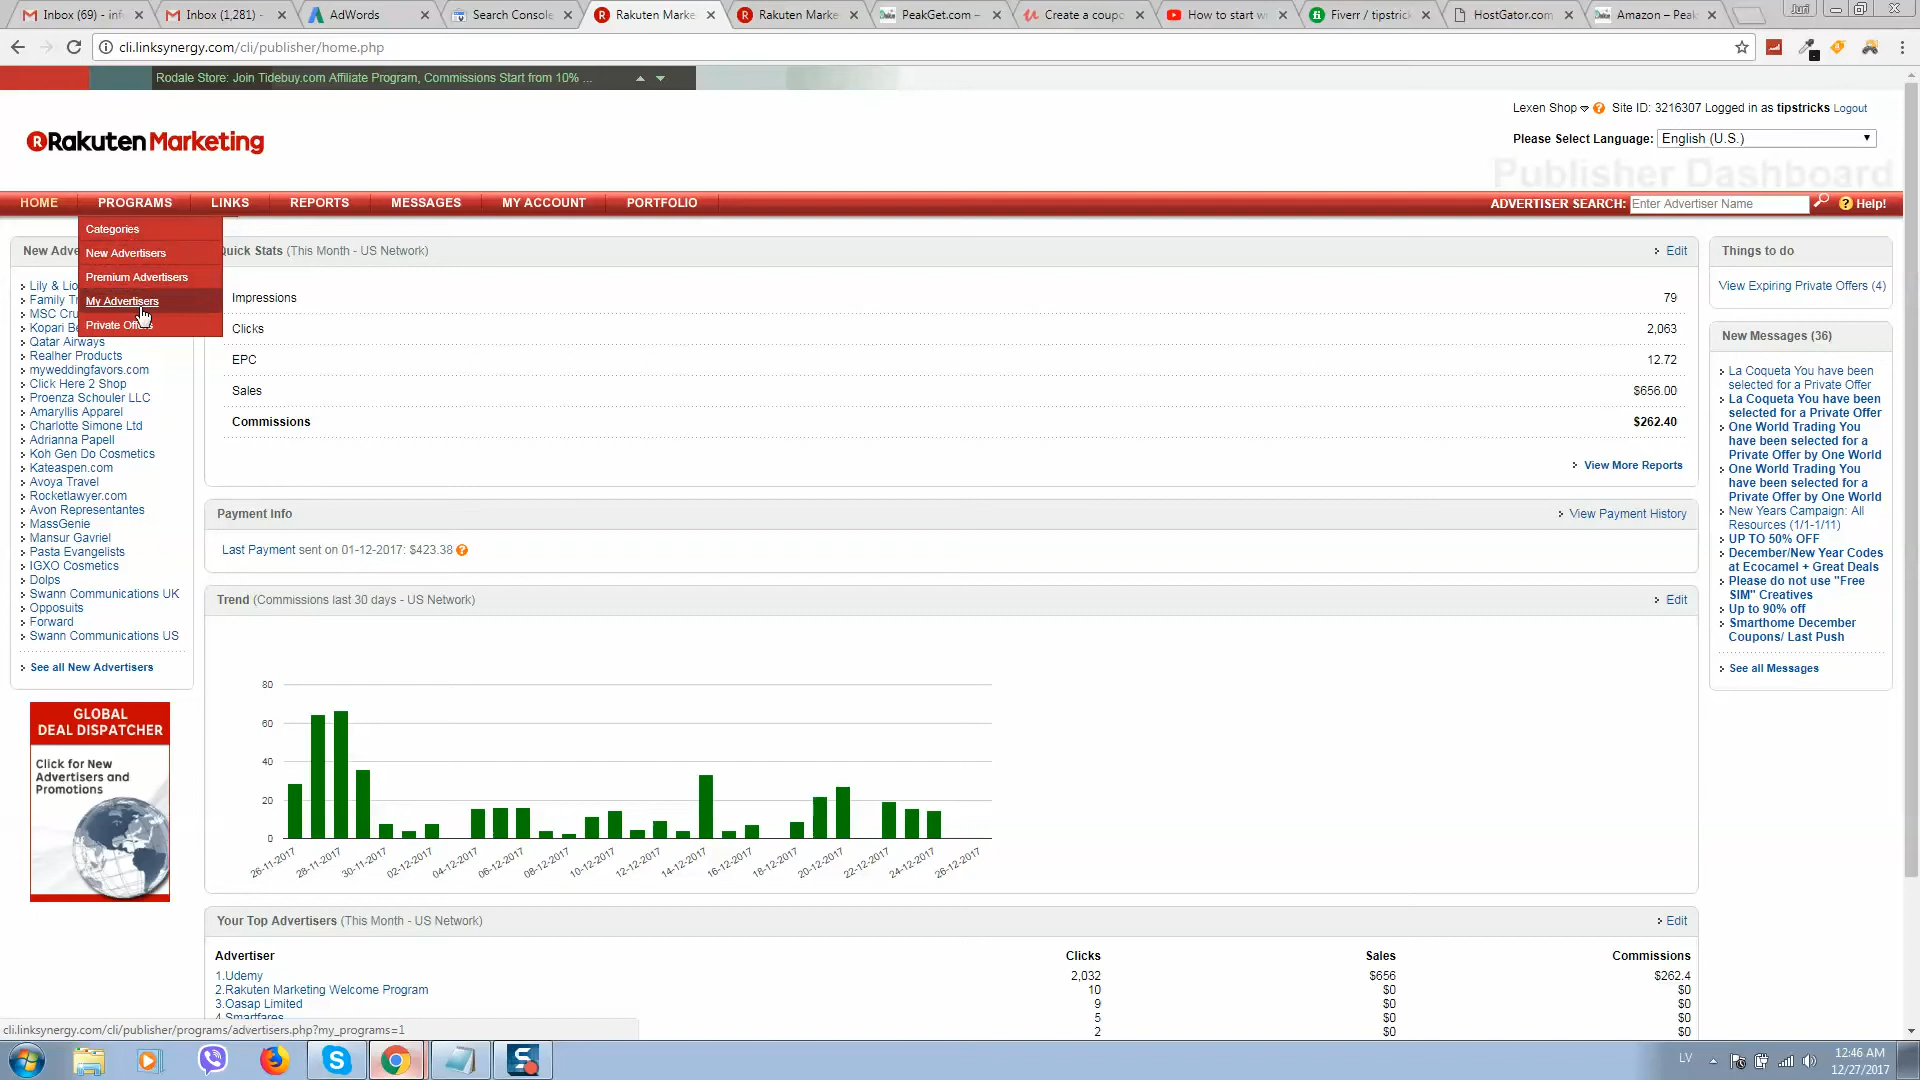 Inbox (69) - inf
Inbox (1,281) -
AdWords
Search Console
Rakuten Marke
Rakuten Marke
PeakGet.com –
Create a coupo
How to start w
Fiverr / tipstrick
HostGator.com
Amazon – Peak
Juri
cli.linksynergy.com/cli/publisher/home.php
Rodale Store: Join Tidebuy.com Affiliate Program, Commissions Start from 10% ...
Lexen Shop Site ID: 3216307 Logged in as tipstricks Logout
Rakuten Marketing
Please Select Language: English (U.S.)
Publisher Dashboard
HOME PROGRAMS LINKS REPORTS MESSAGES MY ACCOUNT PORTFOLIO
ADVERTISER SEARCH: Enter Advertiser Name Help!
Categories
New Advertisers
Premium Advertisers
My Advertisers
Private Offers
New Adve
Lily & Lio
Family Tr
MSC Cru
Kopari Be
Qatar Airways
Realher Products
myweddingfavors.com
Click Here 2 Shop
Proenza Schouler LLC
Amaryllis Apparel
Charlotte Simone Ltd
Adrianna Papell
Koh Gen Do Cosmetics
Kateaspen.com
Avoya Travel
Rocketlawyer.com
Avon Representantes
MassGenie
Mansur Gavriel
Pasta Evangelists
IGXO Cosmetics
Dolps
Swann Communications UK
Opposuits
Forward
Swann Communications US
See all New Advertisers
GLOBAL
DEAL DISPATCHER
Click for New
Advertisers and
Promotions
Quick Stats (This Month - US Network)
Edit
Impressions 79
Clicks 2,063
EPC 12.72
Sales $656.00
Commissions $262.40
View More Reports
Payment Info
View Payment History
Last Payment sent on 01-12-2017: $423.38
Trend (Commissions last 30 days - US Network)
Edit
80
60
40
20
0
26-11-2017
28-11-2017
30-11-2017
02-12-2017
04-12-2017
06-12-2017
08-12-2017
10-12-2017
12-12-2017
14-12-2017
16-12-2017
18-12-2017
20-12-2017
22-12-2017
24-12-2017
26-12-2017
Your Top Advertisers (This Month - US Network)
Edit
Advertiser Clicks Sales Commissions
1.Udemy 2,032 $656 $262.4
2.Rakuten Marketing Welcome Program 10 $0 $0
3.Oasap Limited 9 $0 $0
4.Smartfares 5 $0 $0
2 $0 $0
Things to do
View Expiring Private Offers (4)
New Messages (36)
La Coqueta You have been
selected for a Private Offer
La Coqueta You have been
selected for a Private Offer
One World Trading You
have been selected for a
Private Offer by One World
One World Trading You
have been selected for a
Private Offer by One World
New Years Campaign: All
Resources (1/1-1/11)
UP TO 50% OFF
December/New Year Codes
at Ecocamel + Great Deals
Please do not use "Free
SIM" Creatives
Up to 90% off
Smarthome December
Coupons/ Last Push
See all Messages
cli.linksynergy.com/cli/publisher/programs/advertisers.php?my_programs=1
LV
12:46 AM
12/27/2017